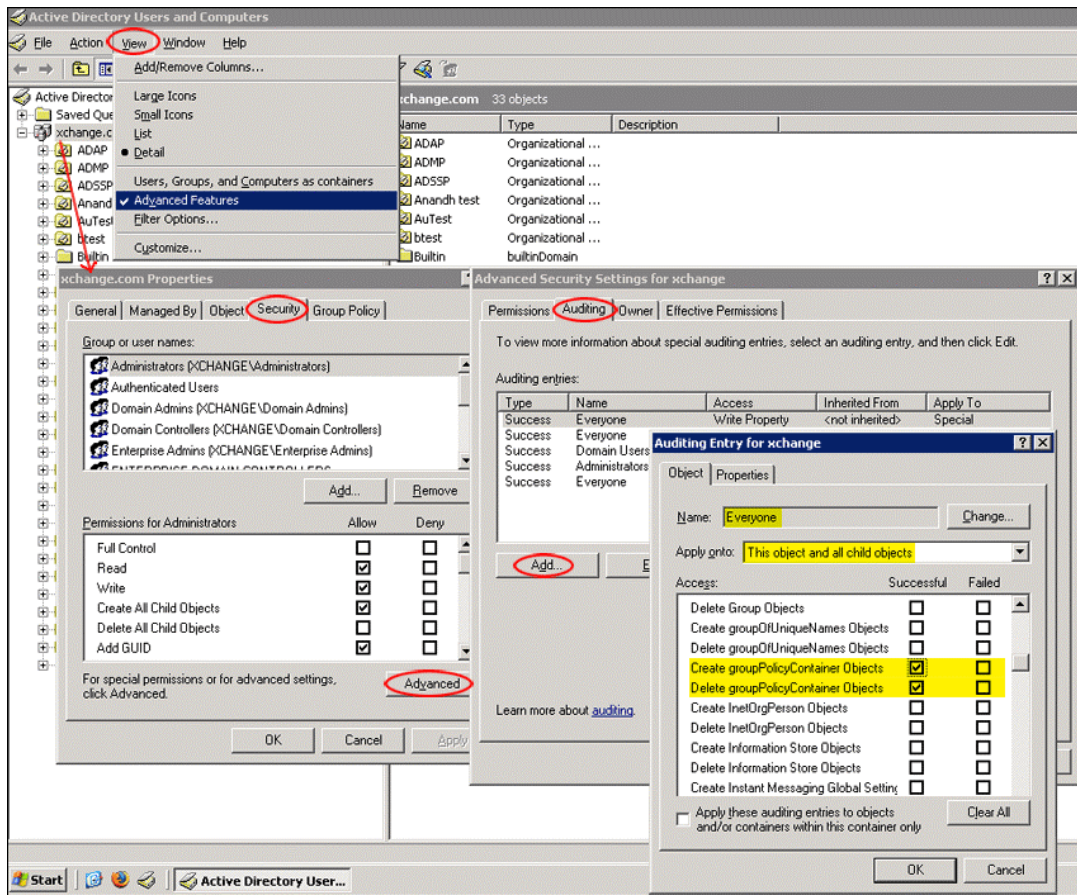 Active Directory Users and Computers
File Action View Window Help
Add/Remove Columns...
Large Icons
Small Icons
List
Detail
Users, Groups, and Computers as containers
Advanced Features
Filter Options...
Customize...
Active Director
Saved Que
xchange.c
ADAP
ADMP
ADSSP
Anand
AuTest
btest
Builtin
xchange.com 33 objects
Name Type Description
ADAP Organizational ...
ADMP Organizational ...
ADSSP Organizational ...
Anandh test Organizational ...
AuTest Organizational ...
btest Organizational ...
Builtin builtinDomain
xchange.com Properties
General Managed By Object Security Group Policy
Group or user names:
Administrators (XCHANGE\Administrators)
Authenticated Users
Domain Admins (XCHANGE\Domain Admins)
Domain Controllers (XCHANGE\Domain Controllers)
Enterprise Admins (XCHANGE\Enterprise Admins)
ENTERPRISE DOMAIN CONTROLLERS
Add... Remove
Permissions for Administrators Allow Deny
Full Control
Read
Write
Create All Child Objects
Delete All Child Objects
Add GUID
For special permissions or for advanced settings,
click Advanced.
Advanced
OK Cancel Apply
Advanced Security Settings for xchange
Permissions Auditing Owner Effective Permissions
To view more information about special auditing entries, select an auditing entry, and then click Edit.
Auditing entries:
Type Name Access Inherited From Apply To
Success Everyone Write Property <not inherited> Special
Success Everyone
Success Domain Users
Success Administrators
Success Everyone
Add... E
Learn more about auditing.
Auditing Entry for xchange
Object Properties
Name: Everyone Change...
Apply onto: This object and all child objects
Access: Successful Failed
Delete Group Objects
Create groupOfUniqueNames Objects
Delete groupOfUniqueNames Objects
Create groupPolicyContainer Objects
Delete groupPolicyContainer Objects
Create InetOrgPerson Objects
Delete InetOrgPerson Objects
Create Information Store Objects
Delete Information Store Objects
Create Instant Messaging Global Setting
Apply these auditing entries to objects
and/or containers within this container only
Clear All
OK Cancel
Start Active Directory User...